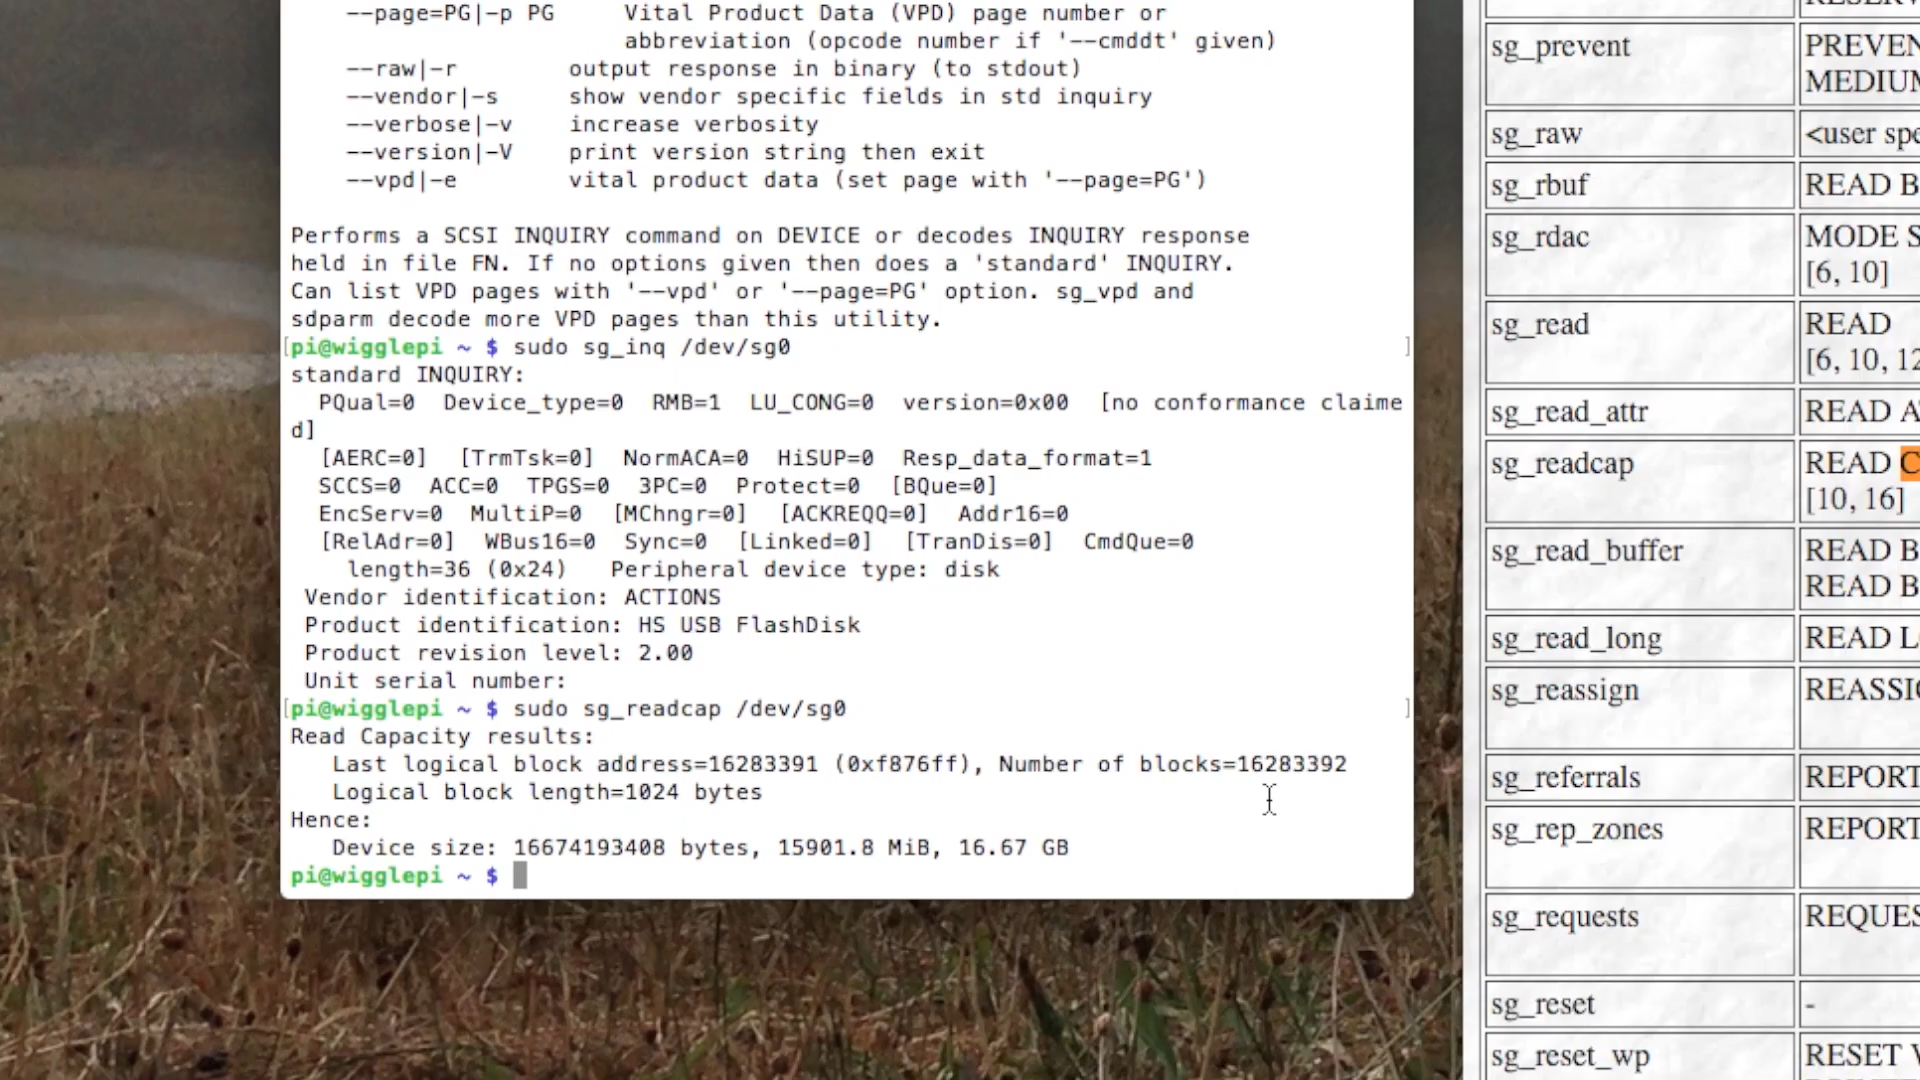 --page=PG|-p PG     Vital Product Data (VPD) page number or
abbreviation (opcode number if '--cmddt' given)
--raw|-r        output response in binary (to stdout)
--vendor|-s     show vendor specific fields in std inquiry
--verbose|-v    increase verbosity
--version|-V    print version string then exit
--vpd|-e        vital product data (set page with '--page=PG')
Performs a SCSI INQUIRY command on DEVICE or decodes INQUIRY response
held in file FN. If no options given then does a 'standard' INQUIRY.
Can list VPD pages with '--vpd' or '--page=PG' option. sg_vpd and
sdparm decode more VPD pages than this utility.
[pi@wigglepi ~ $ sudo sg_inq /dev/sg0 ]
standard INQUIRY:
PQual=0  Device_type=0  RMB=1  LU_CONG=0  version=0x00  [no conformance claime
d]
[AERC=0]  [TrmTsk=0]  NormACA=0  HiSUP=0  Resp_data_format=1
SCCS=0  ACC=0  TPGS=0  3PC=0  Protect=0  [BQue=0]
EncServ=0  MultiP=0  [MChngr=0]  [ACKREQQ=0]  Addr16=0
[RelAdr=0]  WBus16=0  Sync=0  [Linked=0]  [TranDis=0]  CmdQue=0
length=36 (0x24)   Peripheral device type: disk
Vendor identification: ACTIONS
Product identification: HS USB FlashDisk
Product revision level: 2.00
Unit serial number:
[pi@wigglepi ~ $ sudo sg_readcap /dev/sg0 ]
Read Capacity results:
Last logical block address=16283391 (0xf876ff), Number of blocks=16283392
Logical block length=1024 bytes
Hence:
Device size: 16674193408 bytes, 15901.8 MiB, 16.67 GB
pi@wigglepi ~ $
sg_prevent PREVEN
MEDIUM
sg_raw <user spe
sg_rbuf READ B
sg_rdac MODE S
[6, 10]
sg_read READ
[6, 10, 12
sg_read_attr READ A
sg_readcap READ C
[10, 16]
sg_read_buffer READ B
READ B
sg_read_long READ L
sg_reassign REASSI
sg_referrals REPORT
sg_rep_zones REPORT
sg_requests REQUES
sg_reset -
sg_reset_wp RESET